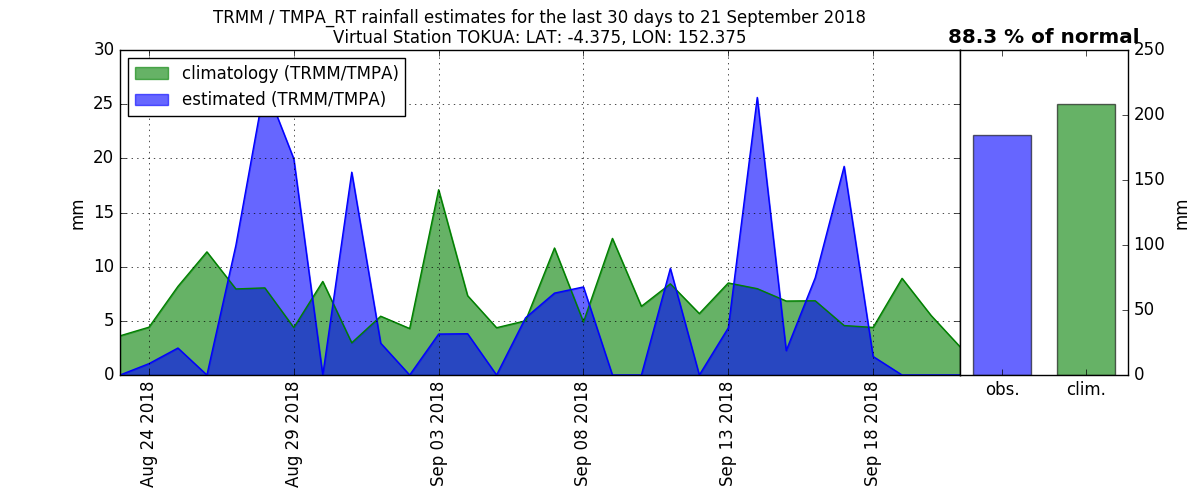 TRMM / TMPA_RT rainfall estimates for the last 30 days to 21 September 2018
Virtual Station TOKUA: LAT: -4.375, LON: 152.375
88.3 % of normal
climatology (TRMM/TMPA)
estimated (TRMM/TMPA)
30
25
20
15
10
5
0
mm
Aug 24 2018
Aug 29 2018
Sep 03 2018
Sep 08 2018
Sep 13 2018
Sep 18 2018
obs.
clim.
250
200
150
100
50
0
mm